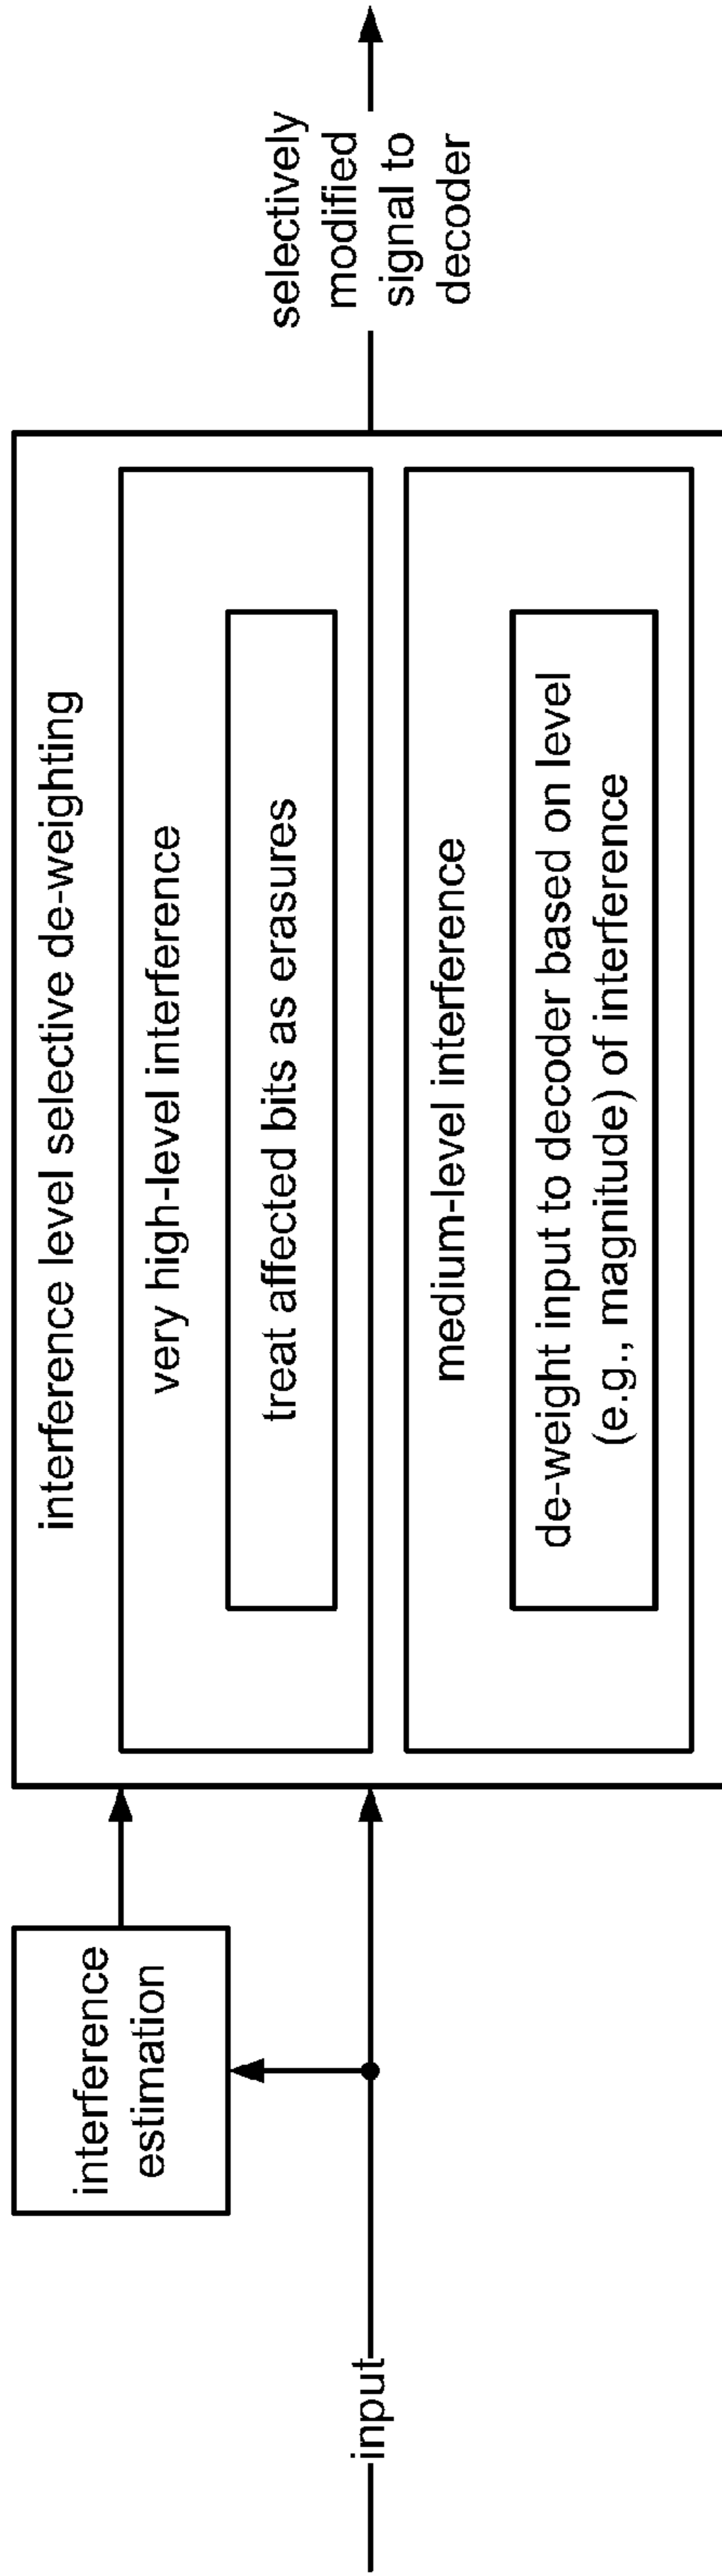 input
interference
estimation
interference level selective de-weighting
very high-level interference
treat affected bits as erasures
medium-level interference
de-weight input to decoder based on level
(e.g., magnitude) of interference
selectively
modified
signal to
decoder